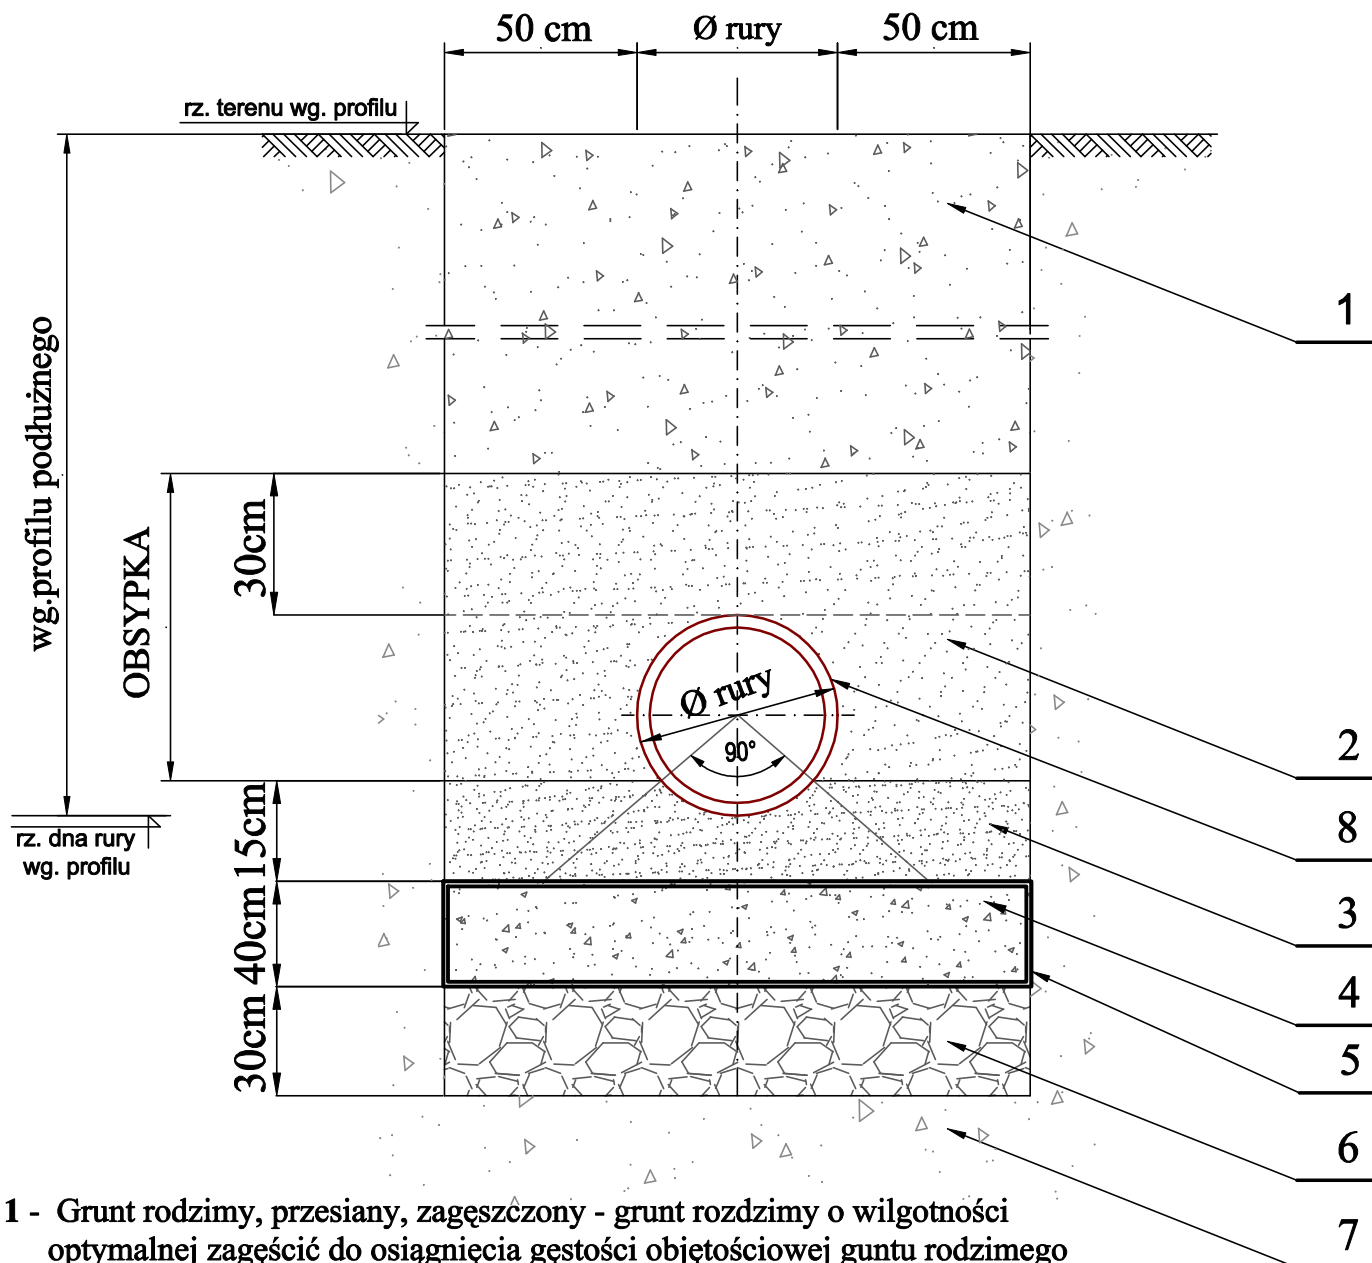 50 cm
Ø rury
50 cm
rz. terenu wg. profilu
1
wg.profilu podłużnego
OBSYPKA
30cm
Ø rury
90°
2
8
15cm
rz. dna rury
wg. profilu
3
40cm
4
30cm
5
6
7
1 - Grunt rodzimy, przesiany, zagęszczony - grunt rozdzimy o wilgotności
optymalnej zagęścić do osiągnięcia gęstości objętościowej guntu rodzimego